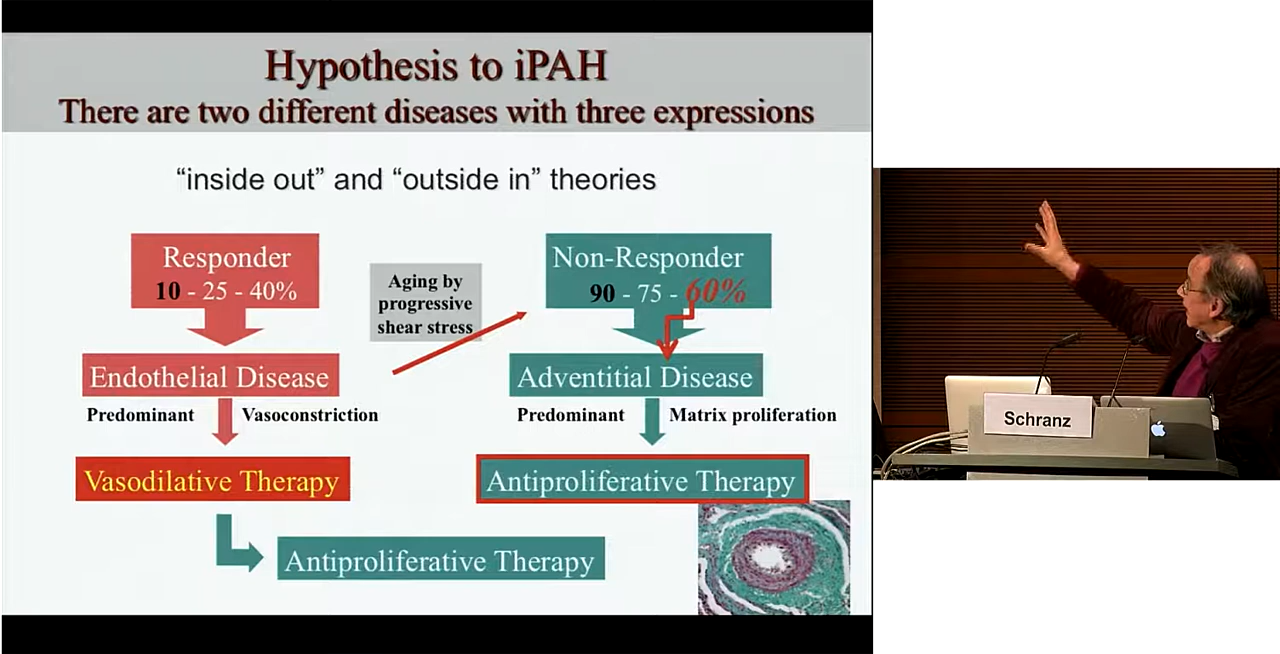 Hypothesis to iPAH
There are two different diseases with three expressions
“inside out” and “outside in” theories
Responder
10 - 25 - 40%
Aging by
progressive
shear stress
Non-Responder
90 - 75 - 60%
Endothelial Disease
Adventitial Disease
Predominant Vasoconstriction
Predominant Matrix proliferation
Vasodilative Therapy
Antiproliferative Therapy
Antiproliferative Therapy
Schranz